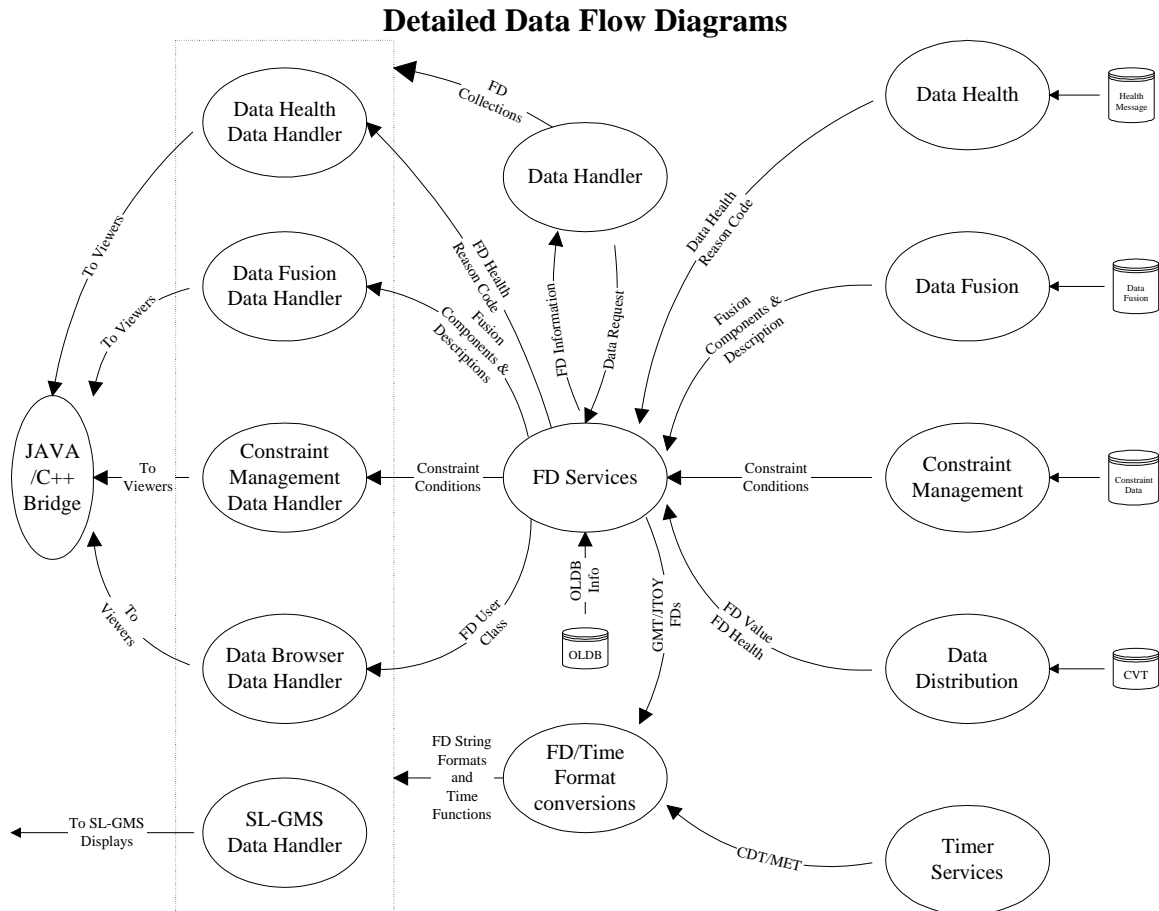 Detailed Data Flow Diagrams
Data Health
Data Handler
FD
Collections
Data Handler
Data Health
Health
Message
To Viewers
Data Fusion
Data Handler
To Viewers
FD Health
Reason Code
Fusion
Components &
Descriptions
FD Information
Data Request
Data Health
Reason Code
Fusion
Components &
Description
Data Fusion
Data
Fusion
JAVA
/C++
Bridge
To
Viewers
Constraint
Management
Data Handler
Constraint
Conditions
FD Services
Constraint
Conditions
Constraint
Management
Constraint
Data
To
Viewers
Data Browser
Data Handler
FD User
Class
OLDB
Info
OLDB
GMT/JTOY
FDs
FD Value
FD Health
Data
Distribution
CVT
FD String
Formats
and
Time
Functions
FD/Time
Format
conversions
To SL-GMS
Displays
SL-GMS
Data Handler
CDT/MET
Timer
Services